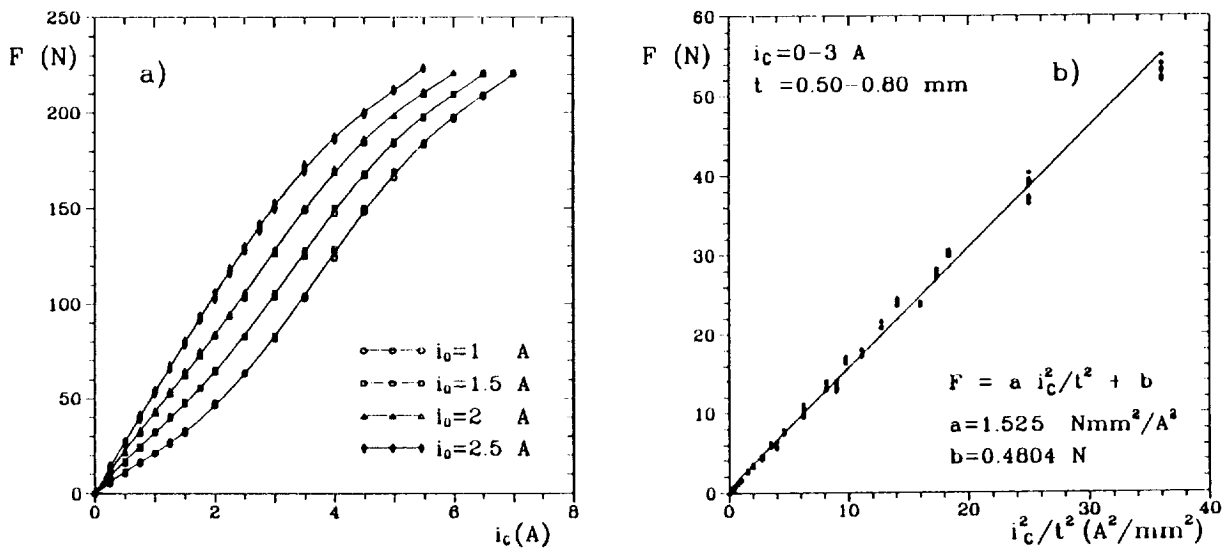 F (N)
a)
250
200
150
100
50
0
0 2 4 6 8
i_c(A)
i_0=1 A
i_0=1.5 A
i_0=2 A
i_0=2.5 A
F (N)
b)
i_C=0-3 A
t =0.50-0.80 mm
60
50
40
30
20
10
0
0 10 20 30 40
i_C^2/t^2 (A^2/mm^2)
F = a i_C^2/t^2 + b
a=1.525 Nmm^2/A^2
b=0.4804 N